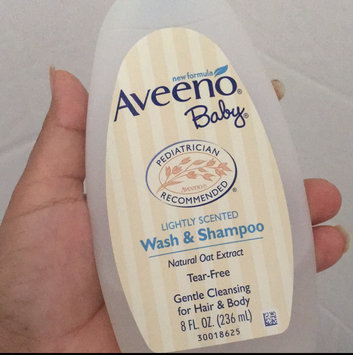 new formula
Aveeno®
Baby®
PEDIATRICIAN
AVEENO®
RECOMMENDED®
LIGHTLY SCENTED
Wash & Shampoo
Natural Oat Extract
Tear-Free
Gentle Cleansing
for Hair & Body
8 FL. OZ. (236 mL)
30018625